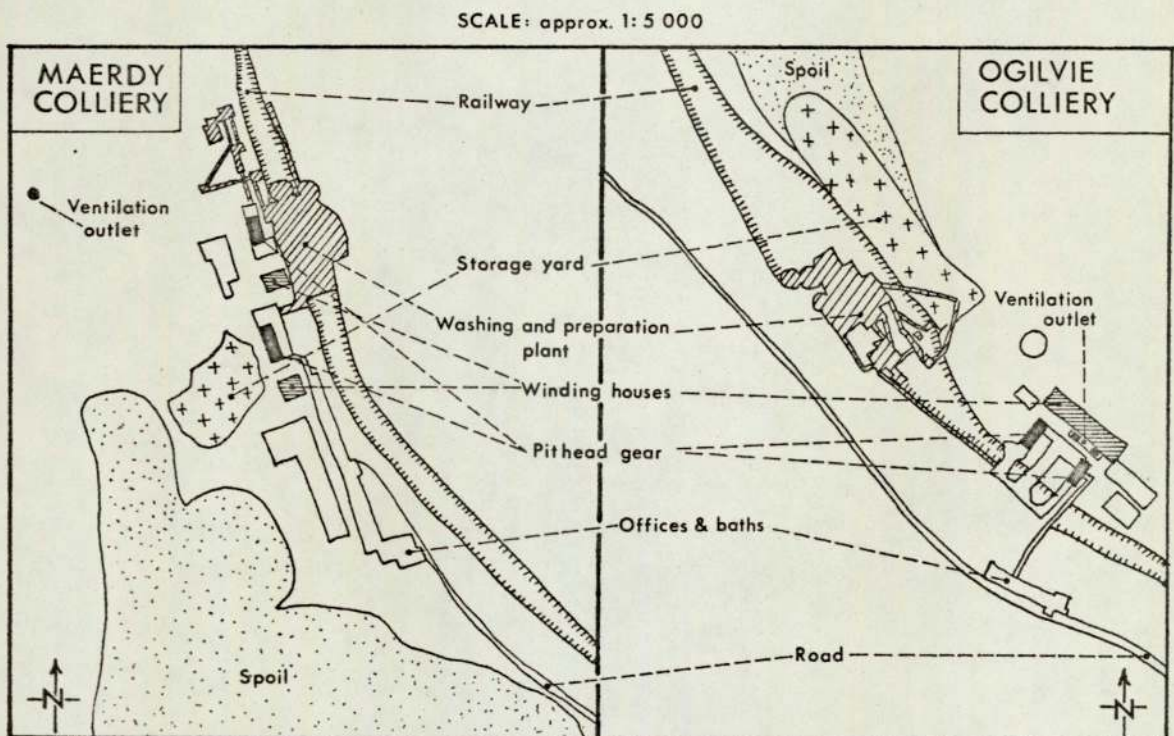 SCALE: approx. 1: 5 000
MAERDY
COLLIERY
OGILVIE
COLLIERY
Spoil
Railway
Ventilation
outlet
Storage yard
Ventilation
outlet
Washing and preparation
plant
Winding houses
Pithead gear
Offices & baths
Road
Spoil
N
N